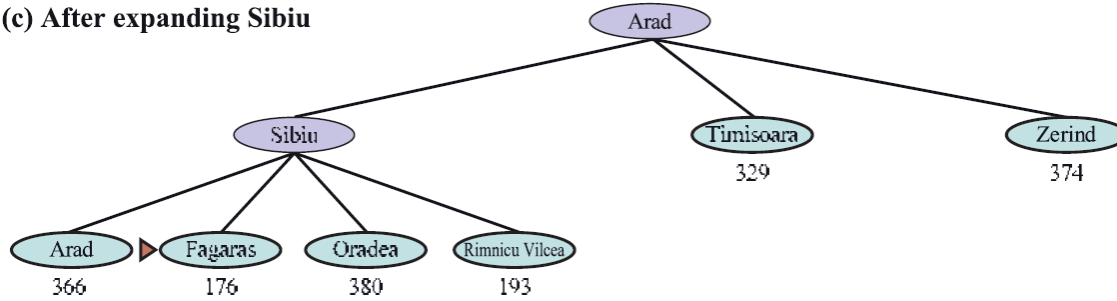 (c) After expanding Sibiu
Arad
Sibiu
Timisoara
Zerind
329
374
Arad
Fagaras
Oradea
Rimnicu Vilcea
366
176
380
193